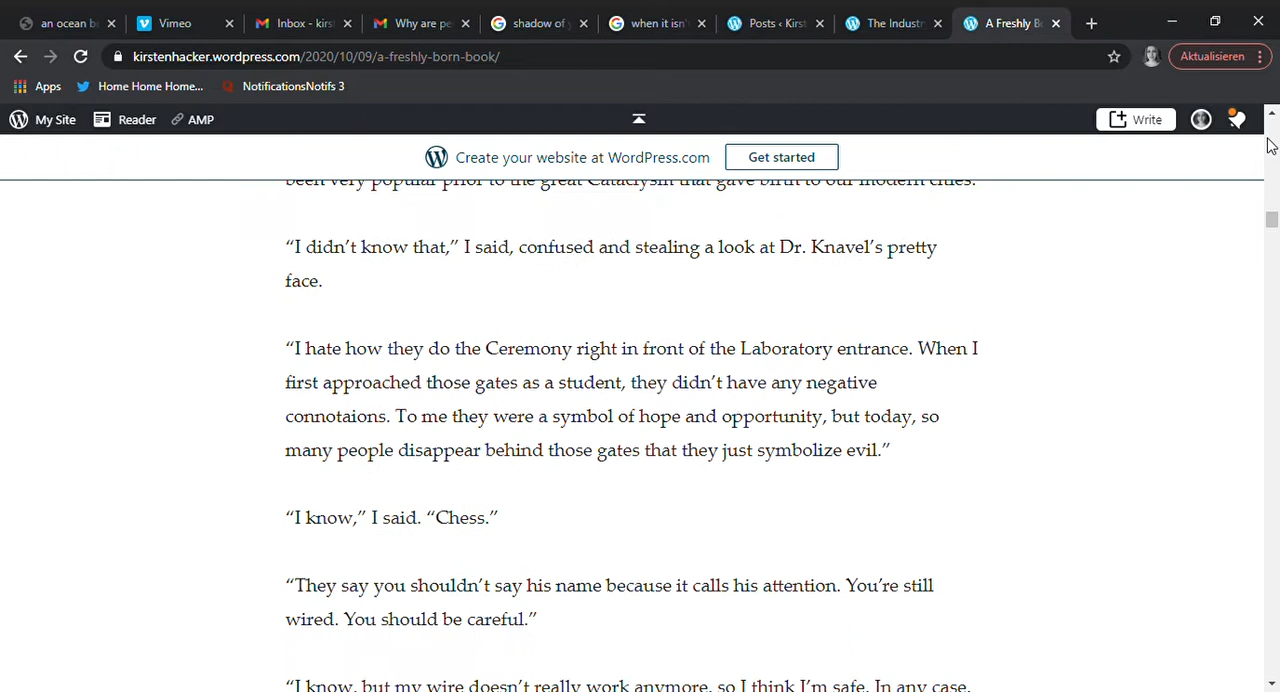 an ocean b
Vimeo
Inbox - kirst
Why are pe
shadow of
when it isn'
Posts ‹ Kirst
The Industr
A Freshly Bo
kirstenhacker.wordpress.com/2020/10/09/a-freshly-born-book/
Aktualisieren
Apps
Home Home Home...
NotificationsNotifs 3
My Site
Reader
AMP
Write
Create your website at WordPress.com
Get started
been very popular prior to the great Cataclysm that gave birth to our modern cities.
“I didn’t know that,” I said, confused and stealing a look at Dr. Knavel’s pretty
face.
“I hate how they do the Ceremony right in front of the Laboratory entrance. When I
first approached those gates as a student, they didn’t have any negative
connotaions. To me they were a symbol of hope and opportunity, but today, so
many people disappear behind those gates that they just symbolize evil.”
“I know,” I said. “Chess.”
“They say you shouldn’t say his name because it calls his attention. You’re still
wired. You should be careful.”
“I know, but my wire doesn’t really work anymore, so I think I’m safe. In any case,